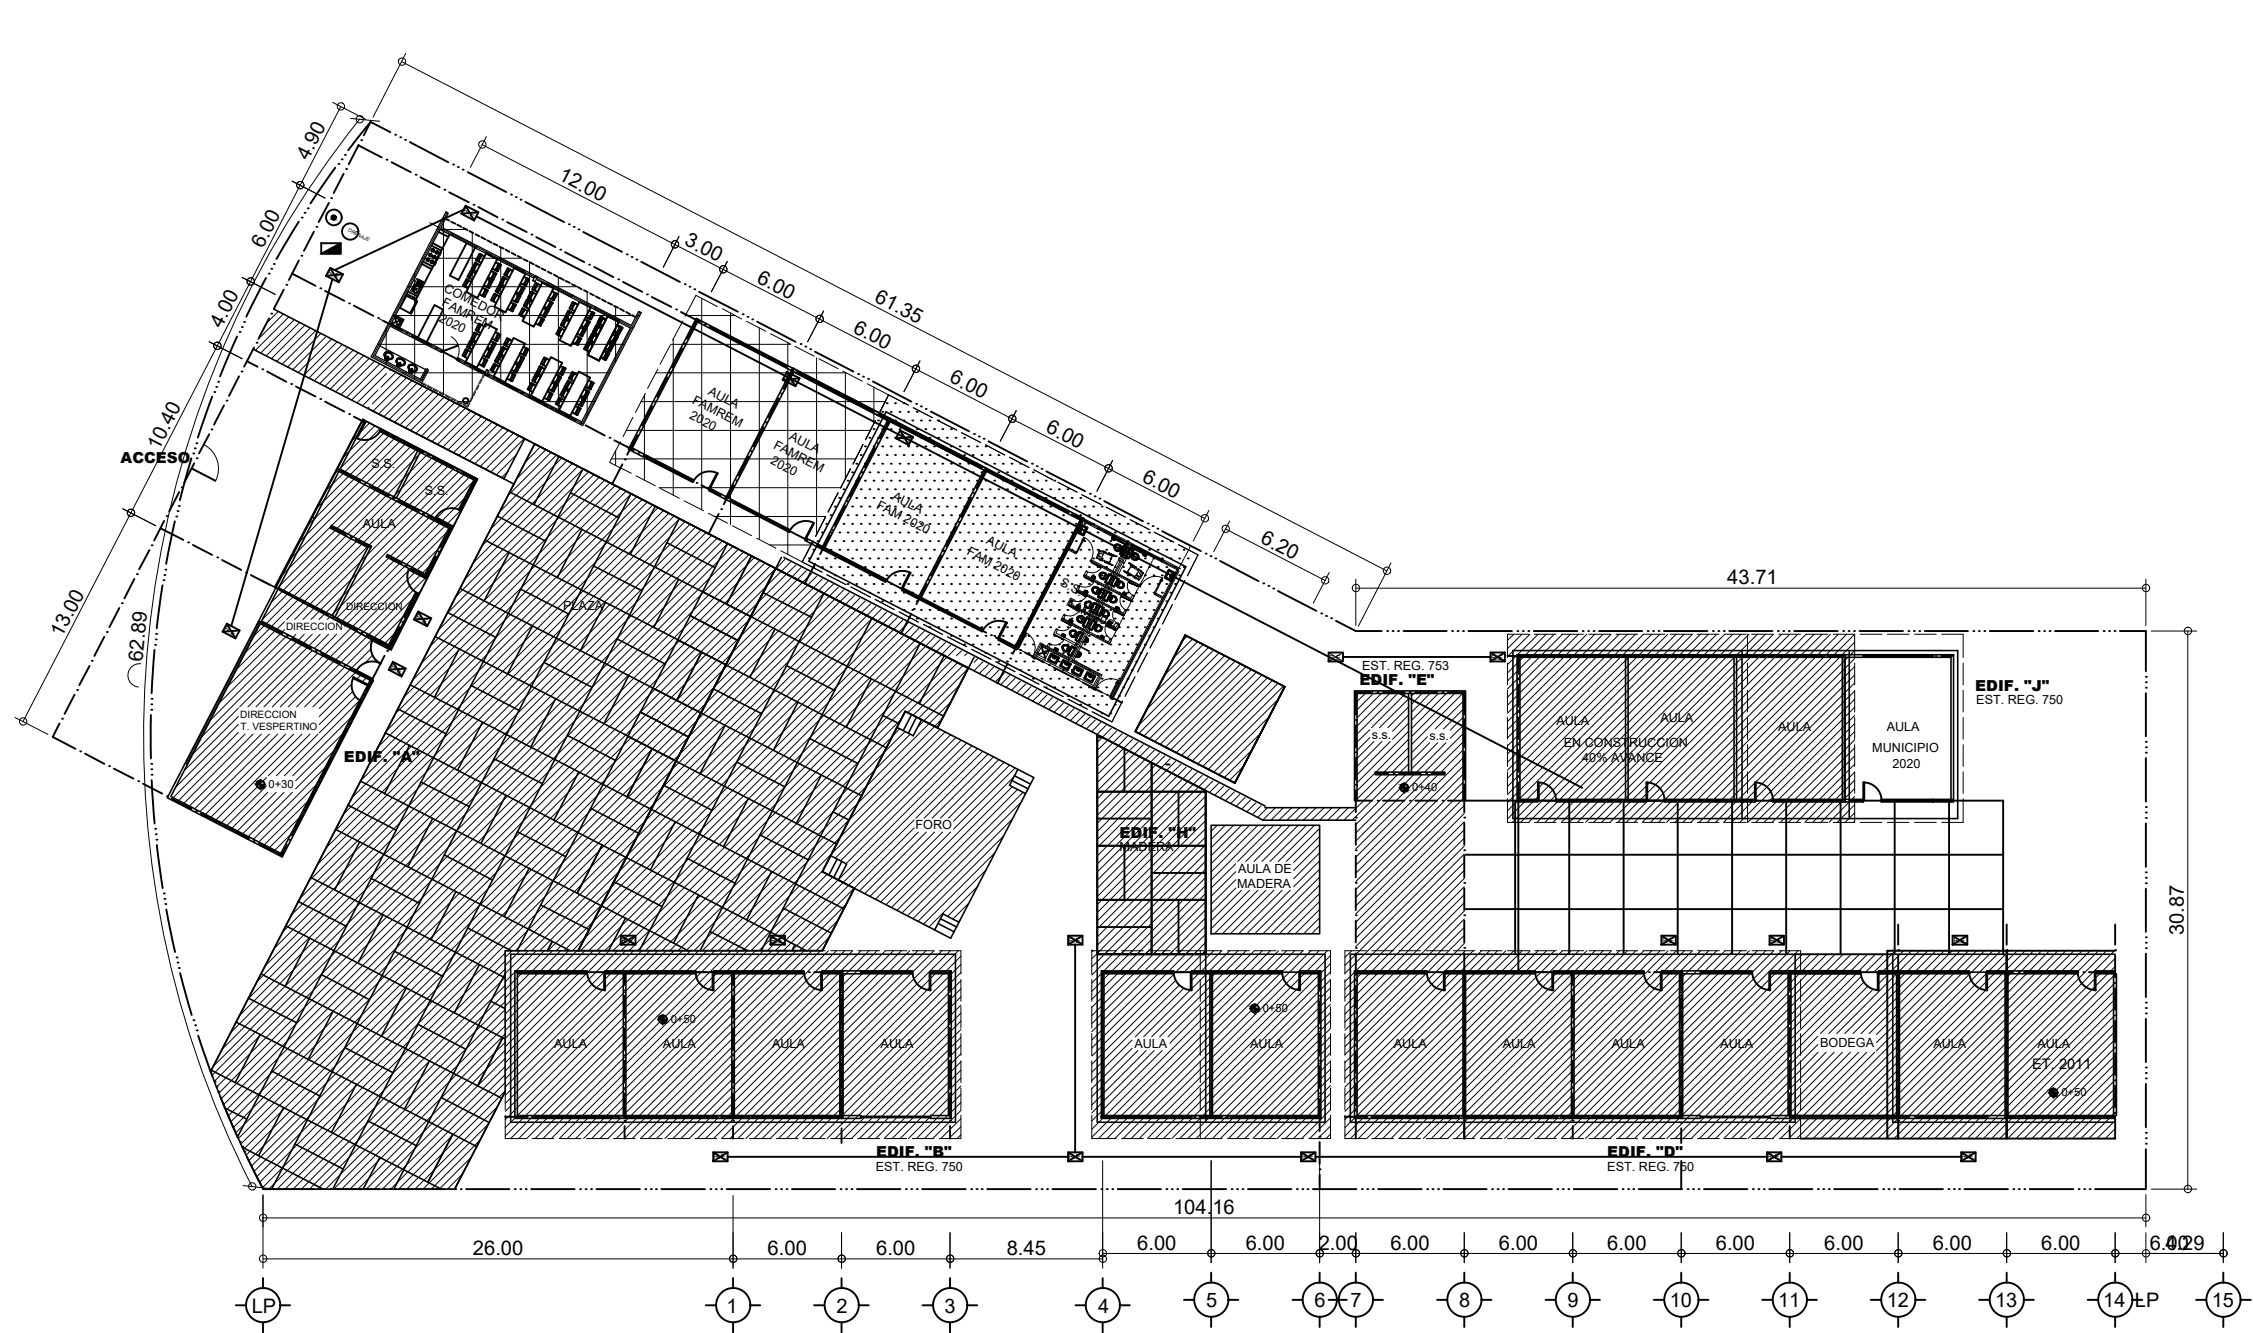 4.90
12.00
6.00
3.00
DRENAJE
6.00
61.35
4.00
COMEDOR
FAMREM
2020
6.00
6.00
10.40
AULA
FAMREM
2020
6.00
AULA
FAMREM
2020
6.00
ACCESO
S.S.
S.S.
AULA
AULA
FAM 2020
AULA
FAM 2020
6.20
S.S.
43.71
13.00
62.89
DIRECCION
DIRECCION
PLAZA
EST. REG. 753
EDIF. "E"
EDIF. "J"
EST. REG. 750
DIRECCION
T. VESPERTINO
AULA
AULA
AULA
AULA
S.S.
S.S.
EN CONSTRUCCION
40% AVANCE
MUNICIPIO
2020
EDIF. "A"
0+30
0+40
FORO
EDIF. "H"
MADERA
AULA DE
MADERA
30.87
0+50
0+50
AULA
AULA
AULA
AULA
AULA
AULA
AULA
AULA
AULA
AULA
BODEGA
AULA
AULA
ET. 2011
0+50
EDIF. "B"
EST. REG. 750
EDIF. "D"
EST. REG. 750
104.16
26.00
6.00
6.00
8.45
6.00
6.00
2.00
6.00
6.00
6.00
6.00
6.00
6.00
6.00
LP
1
2
3
4
5
6
7
8
9
10
11
12
13
14
LP
15